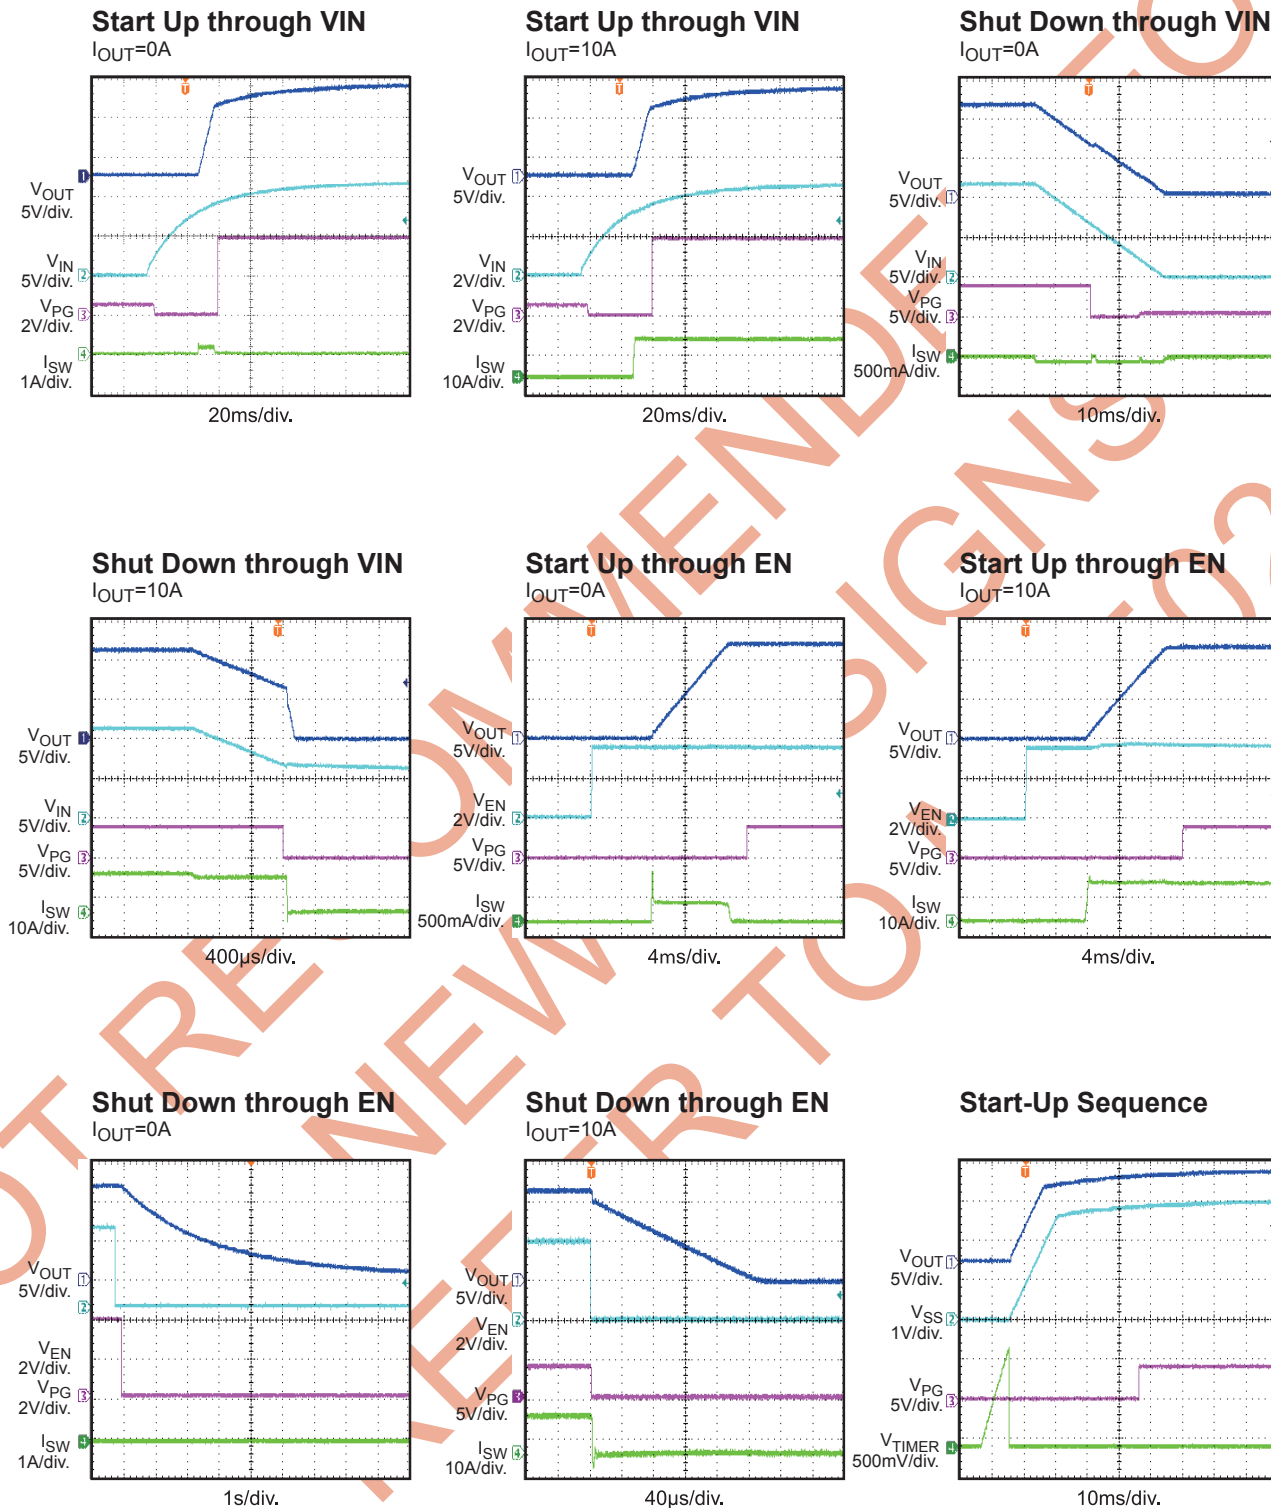 Start Up through VIN
IOUT=0A
VOUT
5V/div.
VIN
5V/div.
VPG
2V/div.
ISW
1A/div.
20ms/div.
Start Up through VIN
IOUT=10A
VOUT
5V/div.
VIN
2V/div.
VPG
2V/div.
ISW
10A/div.
20ms/div.
Shut Down through VIN
IOUT=0A
VOUT
5V/div.
VIN
5V/div.
VPG
5V/div.
ISW
500mA/div.
10ms/div.
Shut Down through VIN
IOUT=10A
VOUT
5V/div.
VIN
5V/div.
VPG
5V/div.
ISW
10A/div.
400µs/div.
Start Up through EN
IOUT=0A
VOUT
5V/div.
VEN
2V/div.
VPG
5V/div.
ISW
500mA/div.
4ms/div.
Start Up through EN
IOUT=10A
VOUT
5V/div.
VEN
2V/div.
VPG
5V/div.
ISW
10A/div.
4ms/div.
Shut Down through EN
IOUT=0A
VOUT
5V/div.
VEN
2V/div.
VPG
2V/div.
ISW
1A/div.
1s/div.
Shut Down through EN
IOUT=10A
VOUT
5V/div.
VEN
2V/div.
VPG
5V/div.
ISW
10A/div.
40µs/div.
Start-Up Sequence
VOUT
5V/div.
VSS
1V/div.
VPG
5V/div.
VTIMER
500mV/div.
10ms/div.